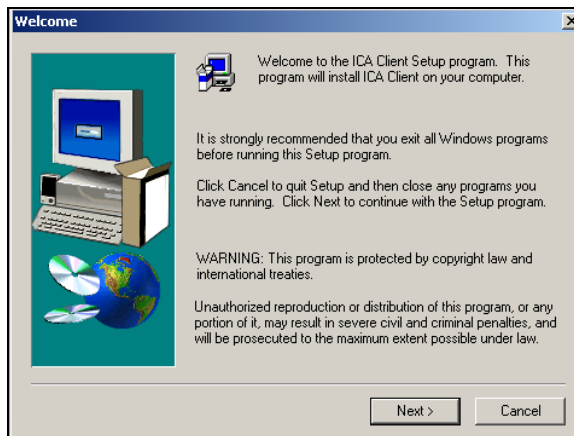 Welcome
Welcome to the ICA Client Setup program. This
program will install ICA Client on your computer.
It is strongly recommended that you exit all Windows programs
before running this Setup program.
Click Cancel to quit Setup and then close any programs you
have running. Click Next to continue with the Setup program.
WARNING: This program is protected by copyright law and
international treaties.
Unauthorized reproduction or distribution of this program, or any
portion of it, may result in severe civil and criminal penalties, and
will be prosecuted to the maximum extent possible under law.
Next >
Cancel